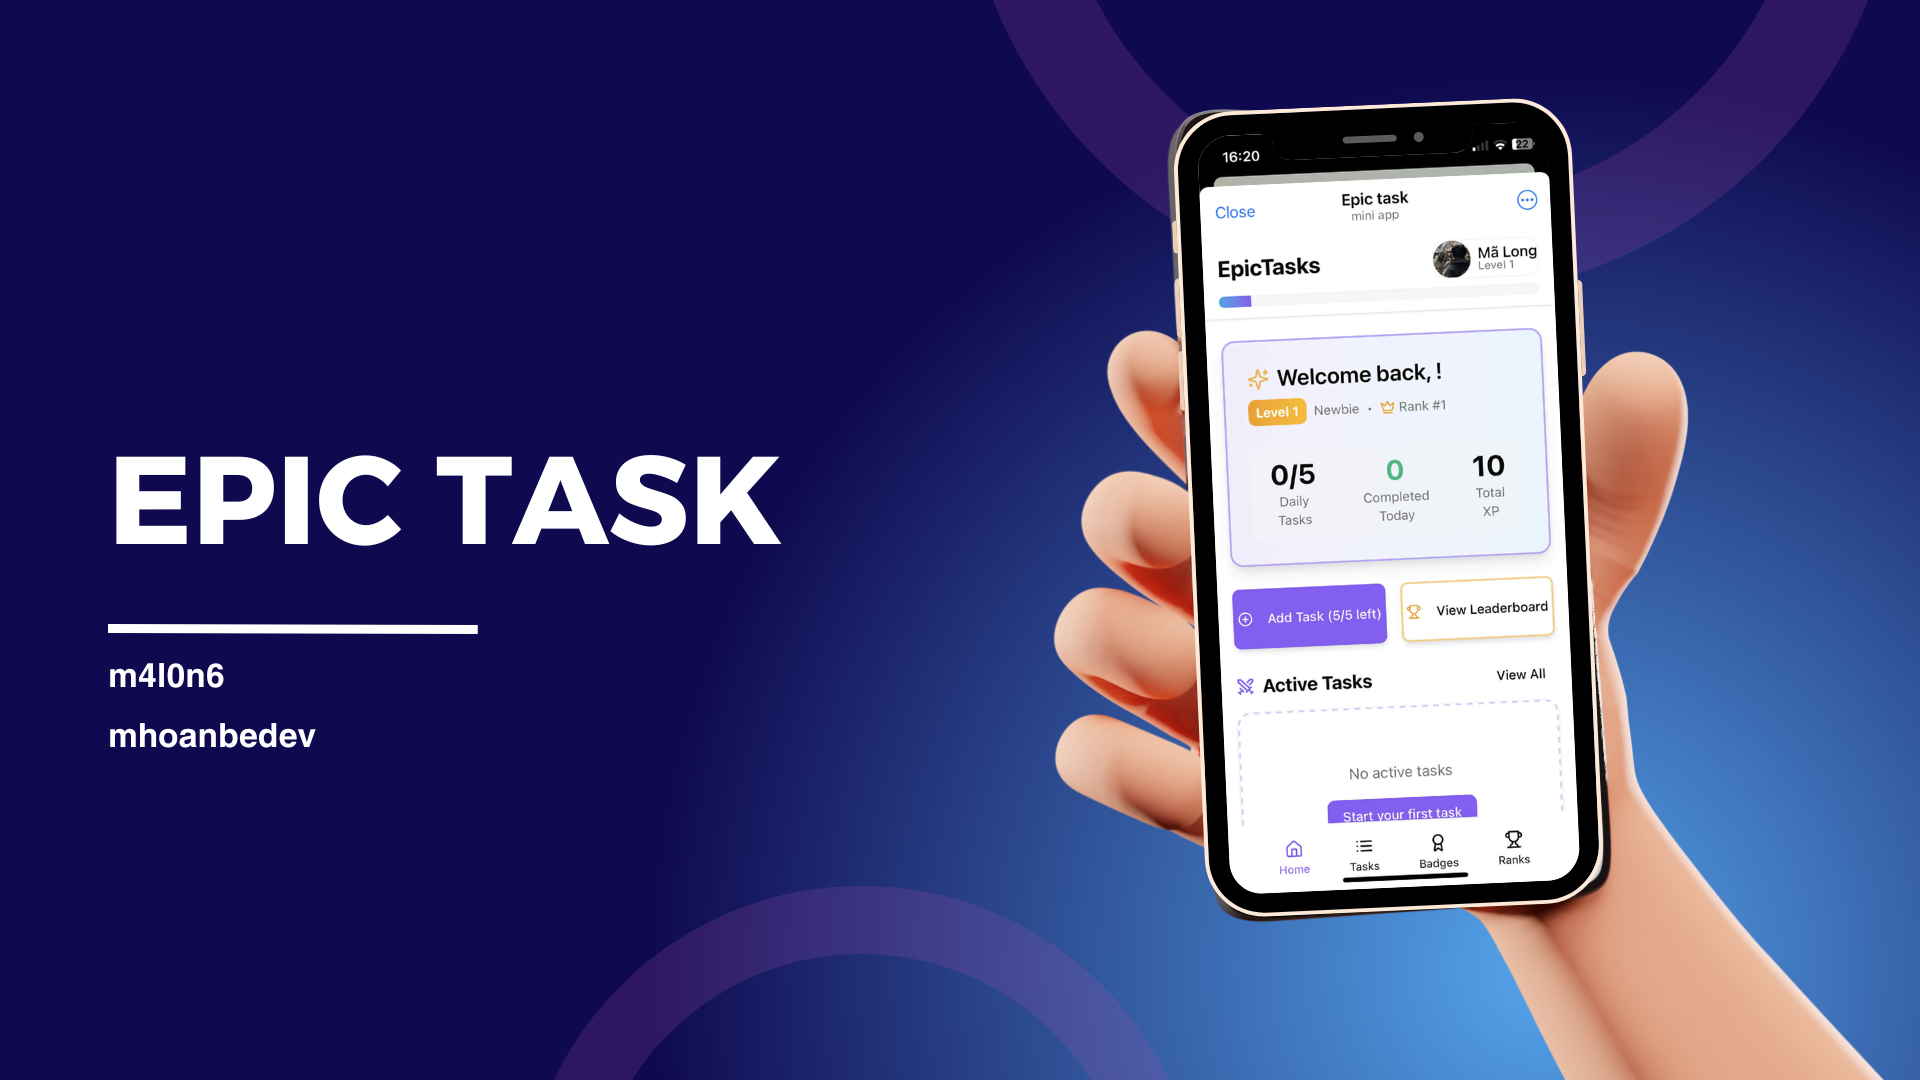 EPIC TASK
m4l0n6
mhoanbedev
16:20
22
Close
Epic task
mini app
EpicTasks
Mã Long
Level 1
Welcome back, !
Level 1 Newbie • Rank #1
0/5
Daily
Tasks
0
Completed
Today
10
Total
XP
Add Task (5/5 left)
View Leaderboard
Active Tasks
View All
No active tasks
Start your first task
Home
Tasks
Badges
Ranks